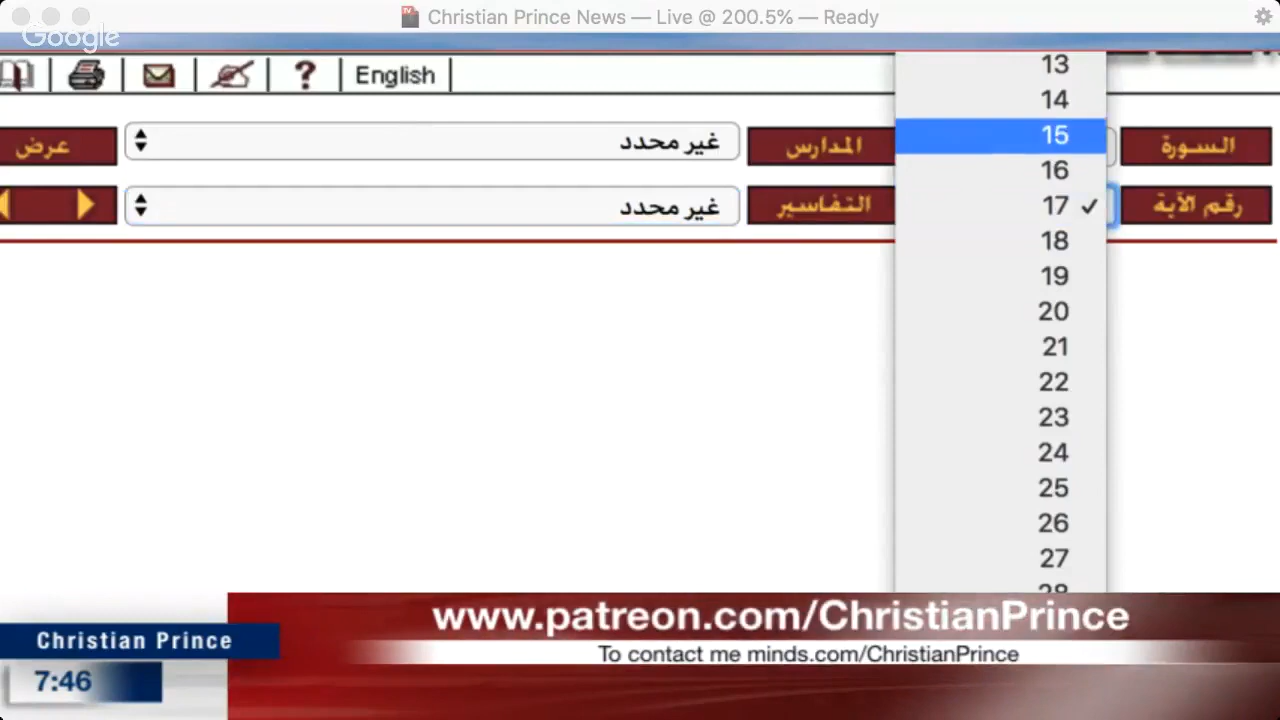 Christian Prince News — Live @ 200.5% — Ready
Google
English
السورة
المدارس
غير محدد
عرض
رقم الآية
التفاسير
غير محدد
13
14
15
16
17 ✓
18
19
20
21
22
23
24
25
26
27
28
www.patreon.com/ChristianPrince
To contact me minds.com/ChristianPrince
Christian Prince
7:46